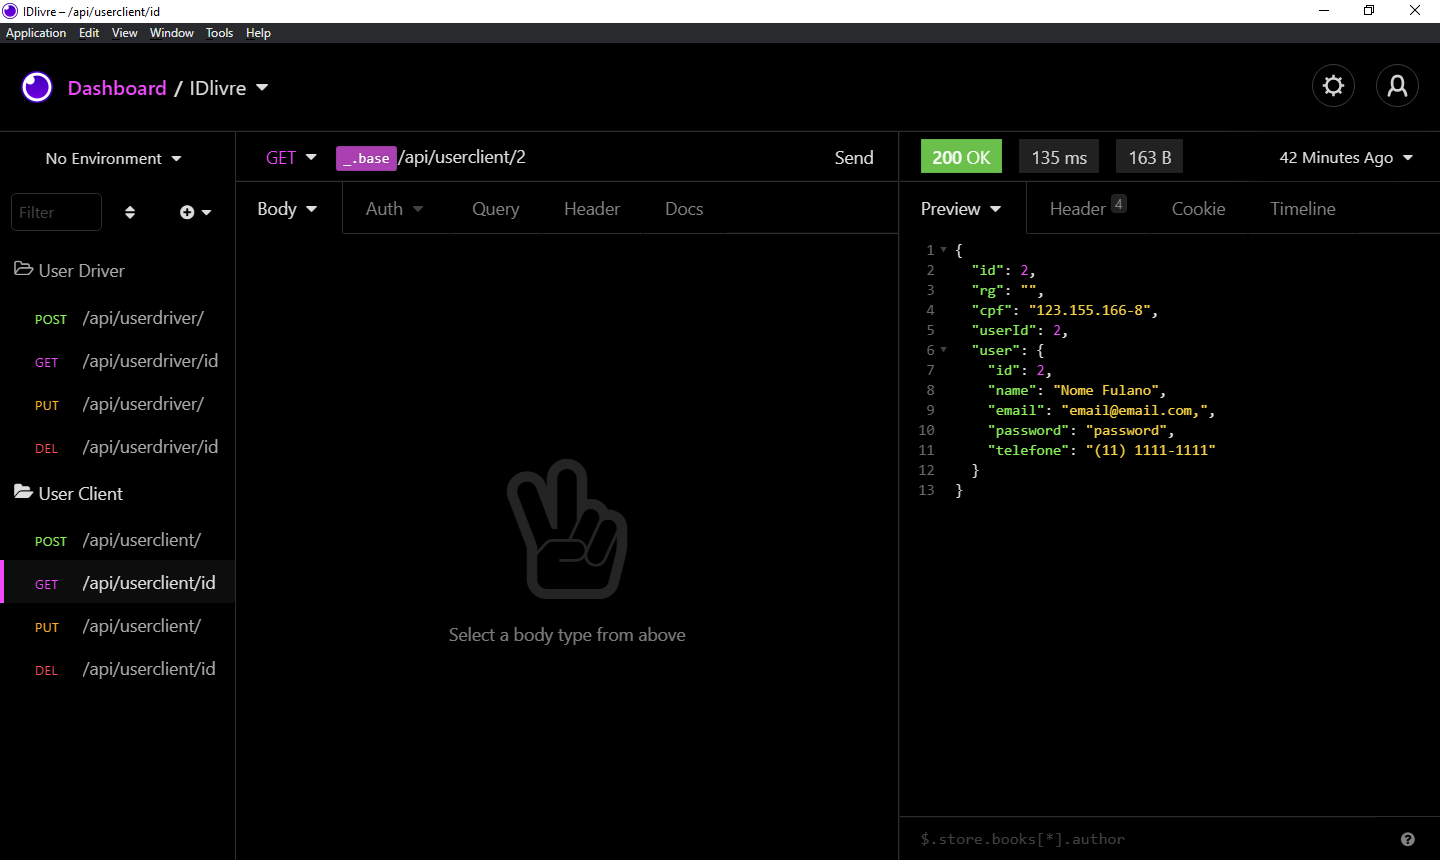 IDlivre – /api/userclient/id
Application Edit View Window Tools Help
Dashboard / IDlivre
No Environment
Filter
User Driver
POST /api/userdriver/
GET /api/userdriver/id
PUT /api/userdriver/
DEL /api/userdriver/id
User Client
POST /api/userclient/
GET /api/userclient/id
PUT /api/userclient/
DEL /api/userclient/id
GET _.base /api/userclient/2 Send
Body Auth Query Header Docs
Select a body type from above
200 OK 135 ms 163 B 42 Minutes Ago
Preview Header 4 Cookie Timeline
1 {
2 "id": 2,
3 "rg": "",
4 "cpf": "123.155.166-8",
5 "userId": 2,
6 "user": {
7 "id": 2,
8 "name": "Nome Fulano",
9 "email": "email@email.com,",
10 "password": "password",
11 "telefone": "(11) 1111-1111"
12 }
13 }
$.store.books[*].author